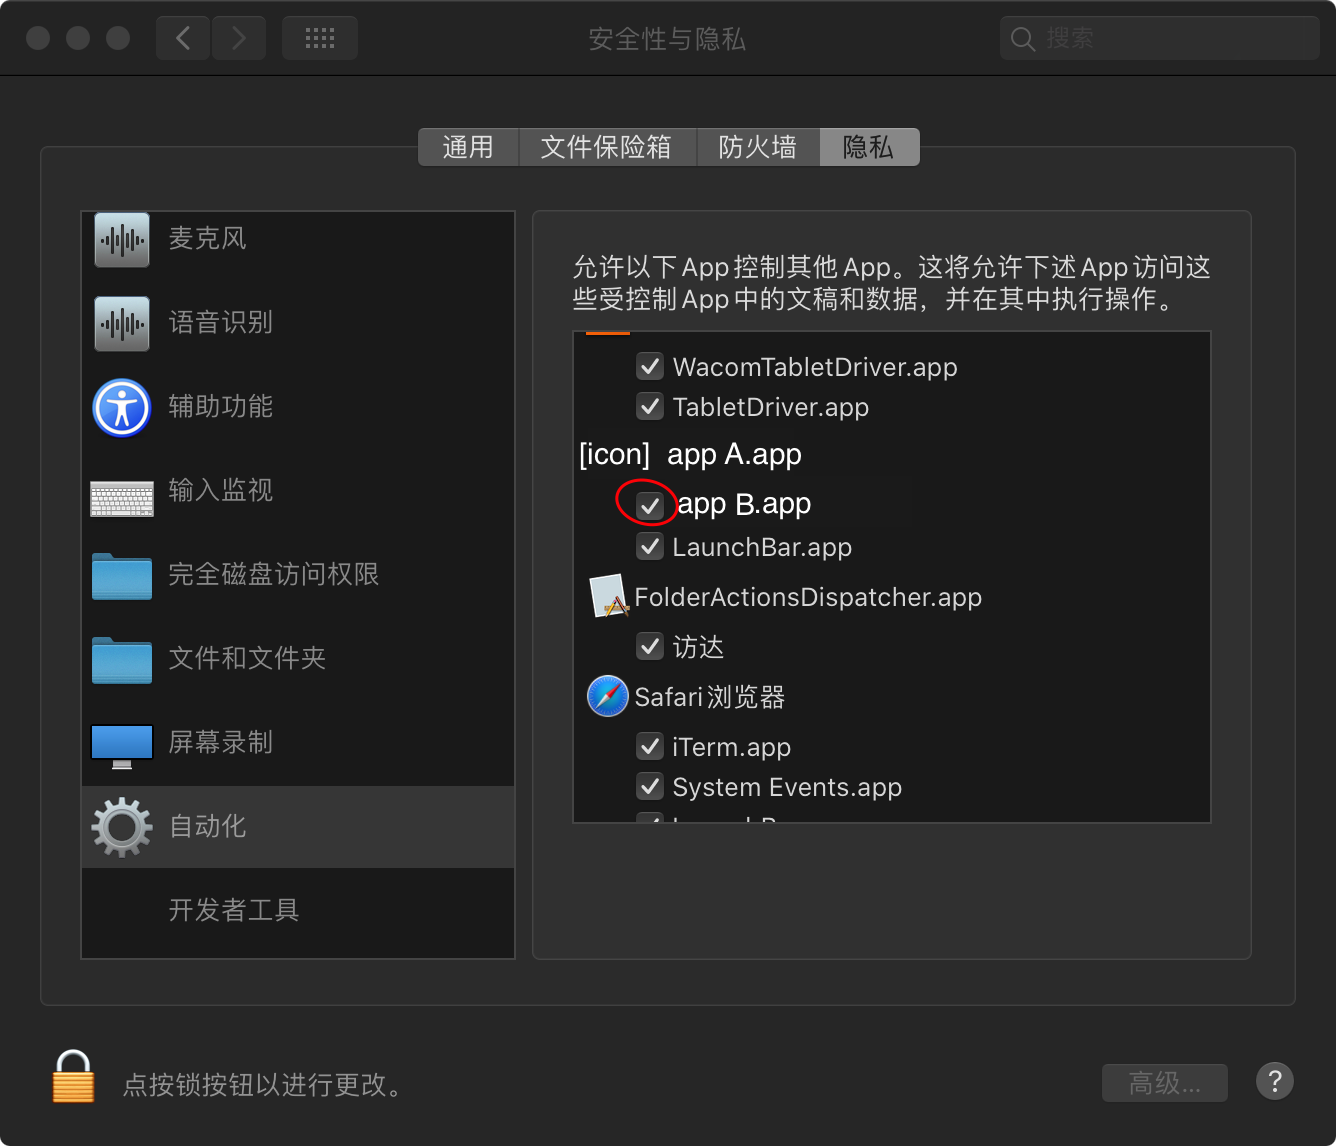 安全性与隐私
搜索
通用 文件保险箱 防火墙 隐私
麦克风
语音识别
辅助功能
输入监视
完全磁盘访问权限
文件和文件夹
屏幕录制
自动化
开发者工具
允许以下 App 控制其他 App。这将允许下述 App 访问这
些受控制 App 中的文稿和数据，并在其中执行操作。
WacomTabletDriver.app
TabletDriver.app
[icon] app A.app
app B.app
LaunchBar.app
FolderActionsDispatcher.app
访达
Safari 浏览器
iTerm.app
System Events.app
点按锁按钮以进行更改。
高级...
?